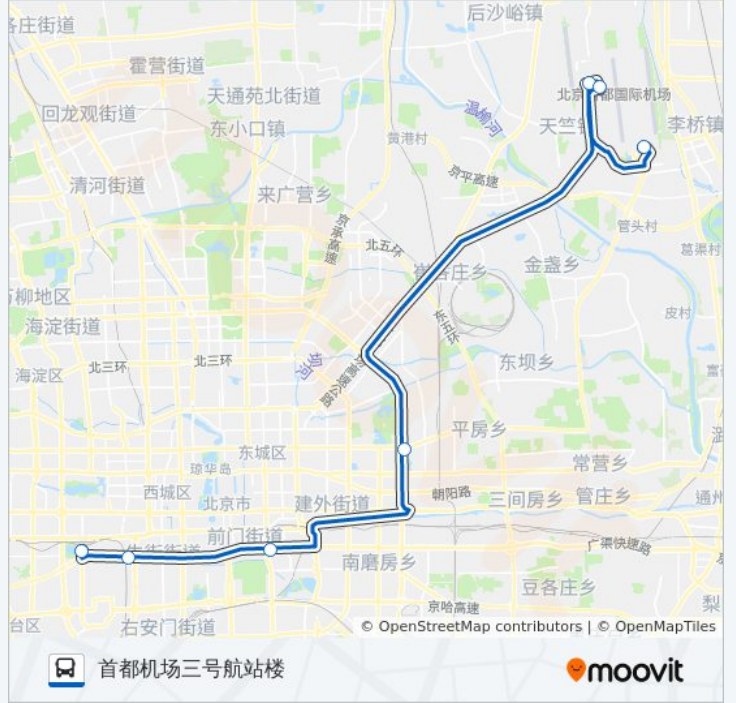 后沙峪镇
各庄街道
霍营街道
天通苑北街道
北京首都国际机场
回龙观街道
温榆河
东小口镇
天竺镇
李桥镇
黄港村
清河街道
京平高速
来广营乡
京承高速
管头村
北五环
葛渠村
崔各庄乡
金盏乡
万柳地区
皮村
海淀街道
东五环
北三环
北三环
东坝乡
海淀区
平房乡
东城区
常营乡
琼华岛
西城区
北京市
建外街道
朝阳路
三间房乡
管庄乡
通州
前门街道
牛街街道
广渠快速路
南磨房乡
豆各庄乡
京哈高速
台区
右安门街道
© OpenStreetMap contributors | © OpenMapTiles
首都机场三号航站楼
moovit